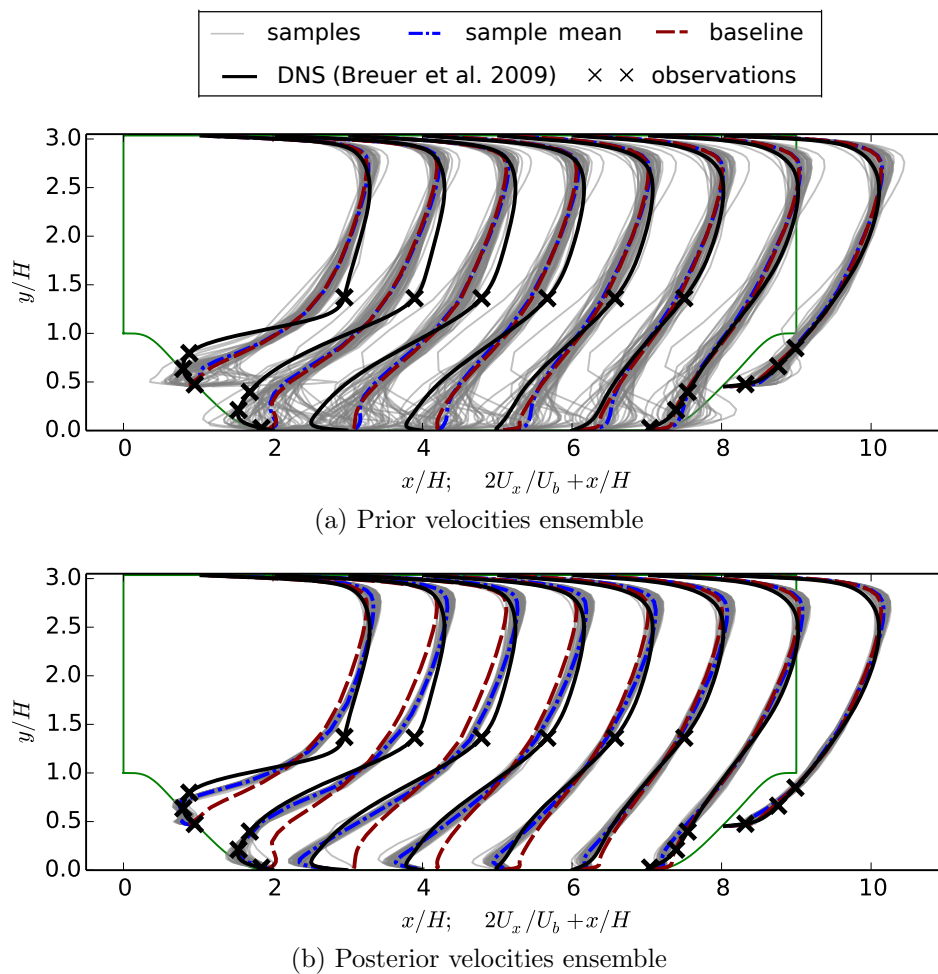 samples sample mean baseline
DNS (Breuer et al. 2009) × × observations
3.0
2.5
2.0
1.5
1.0
0.5
0.0
y/H
0 2 4 6 8 10
x/H; 2U_x/U_b + x/H
(a) Prior velocities ensemble
3.0
2.5
2.0
1.5
1.0
0.5
0.0
y/H
0 2 4 6 8 10
x/H; 2U_x/U_b + x/H
(b) Posterior velocities ensemble